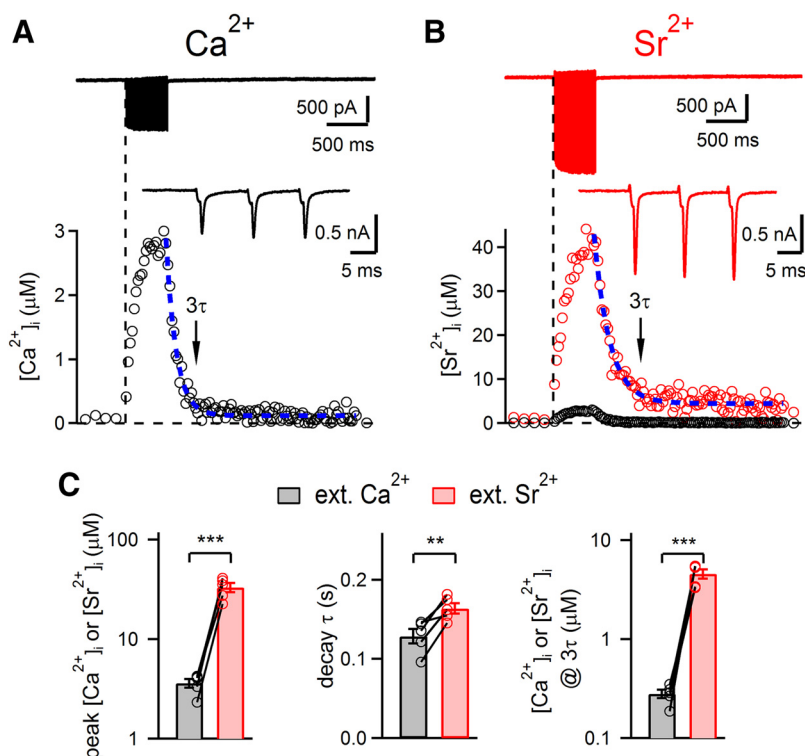 A
Ca²⁺
500 pA
500 ms
0.5 nA
5 ms
3
2
1
0
[Ca²⁺]ᵢ (μM)
3τ
B
Sr²⁺
500 pA
500 ms
0.5 nA
5 ms
40
30
20
10
0
[Sr²⁺]ᵢ (μM)
3τ
C
ext. Ca²⁺
ext. Sr²⁺
peak [Ca²⁺]ᵢ or [Sr²⁺]ᵢ (μM)
100
10
1
***
decay τ (s)
0.2
0.1
0.0
**
[Ca²⁺]ᵢ or [Sr²⁺]ᵢ
@ 3τ (μM)
10
1
0.1
***